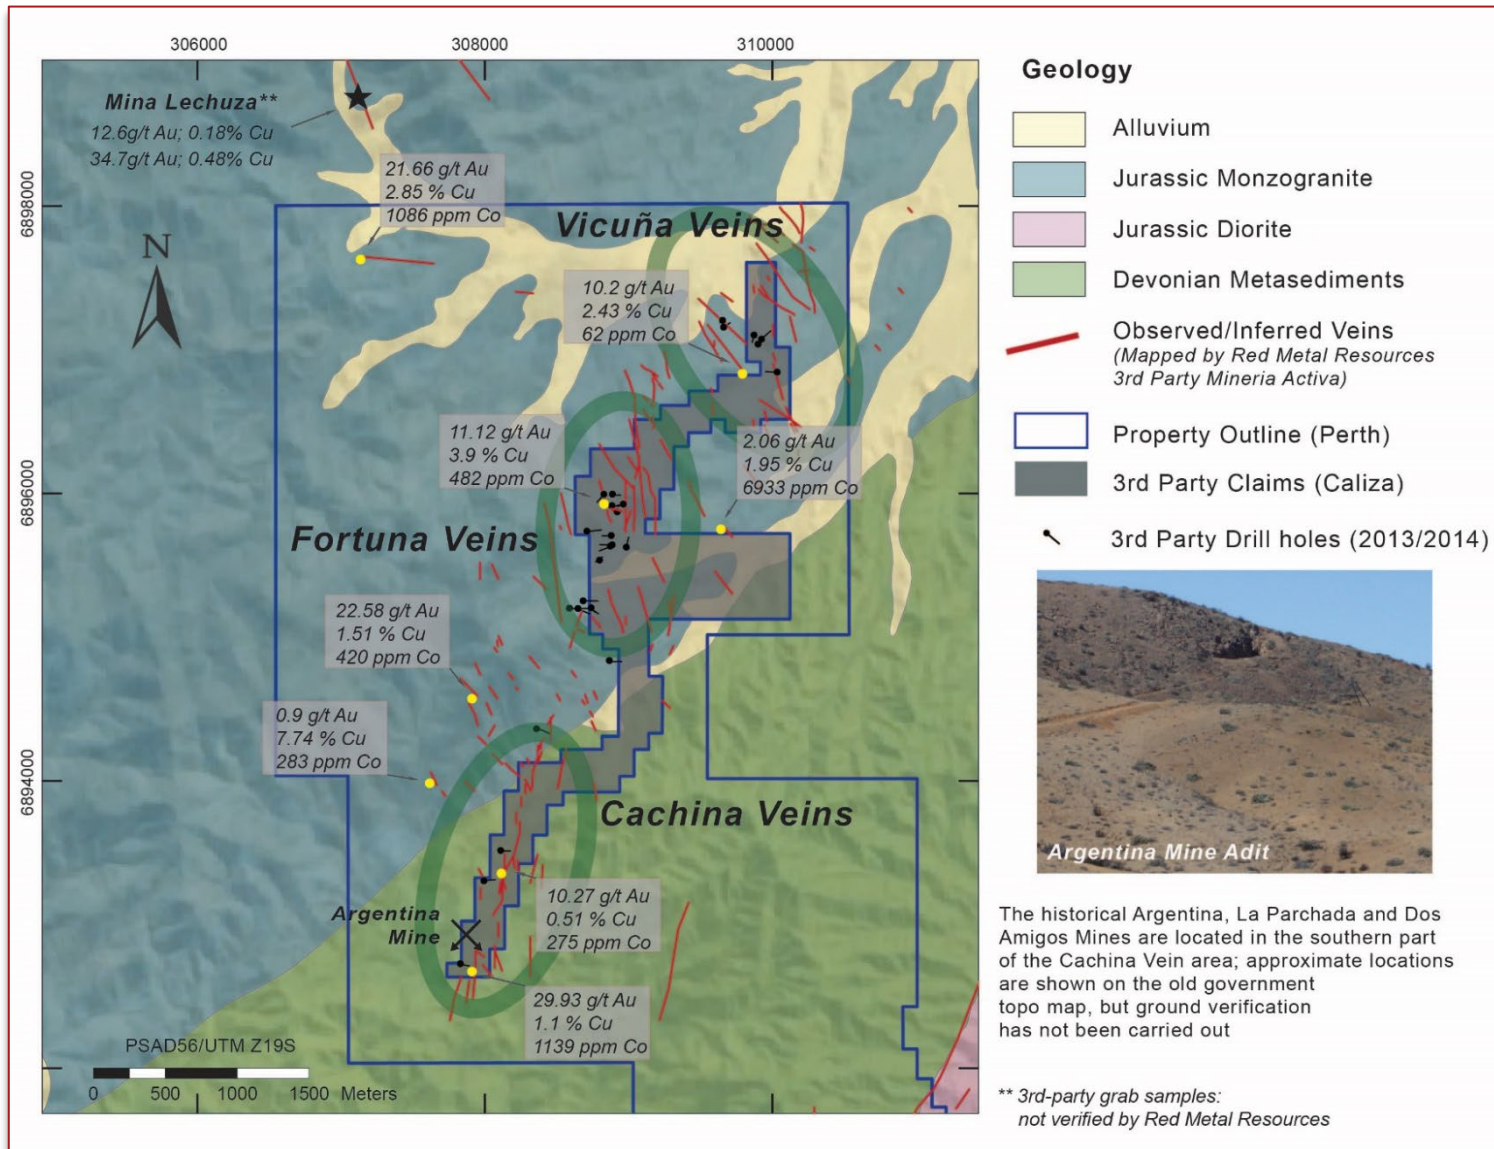 306000
308000
310000
6898000
6896000
6894000
Mina Lechuza**
12.6g/t Au; 0.18% Cu
34.7g/t Au; 0.48% Cu
21.66 g/t Au
2.85 % Cu
1086 ppm Co
N
Vicuña Veins
10.2 g/t Au
2.43 % Cu
62 ppm Co
11.12 g/t Au
3.9 % Cu
482 ppm Co
2.06 g/t Au
1.95 % Cu
6933 ppm Co
Fortuna Veins
22.58 g/t Au
1.51 % Cu
420 ppm Co
0.9 g/t Au
7.74 % Cu
283 ppm Co
Cachina Veins
Argentina
Mine
10.27 g/t Au
0.51 % Cu
275 ppm Co
29.93 g/t Au
1.1 % Cu
1139 ppm Co
PSAD56/UTM Z19S
0 500 1000 1500 Meters
Geology
Alluvium
Jurassic Monzogranite
Jurassic Diorite
Devonian Metasediments
Observed/Inferred Veins
(Mapped by Red Metal Resources
3rd Party Mineria Activa)
Property Outline (Perth)
3rd Party Claims (Caliza)
3rd Party Drill holes (2013/2014)
Argentina Mine Adit
The historical Argentina, La Parchada and Dos
Amigos Mines are located in the southern part
of the Cachina Vein area; approximate locations
are shown on the old government
topo map, but ground verification
has not been carried out
** 3rd-party grab samples:
not verified by Red Metal Resources